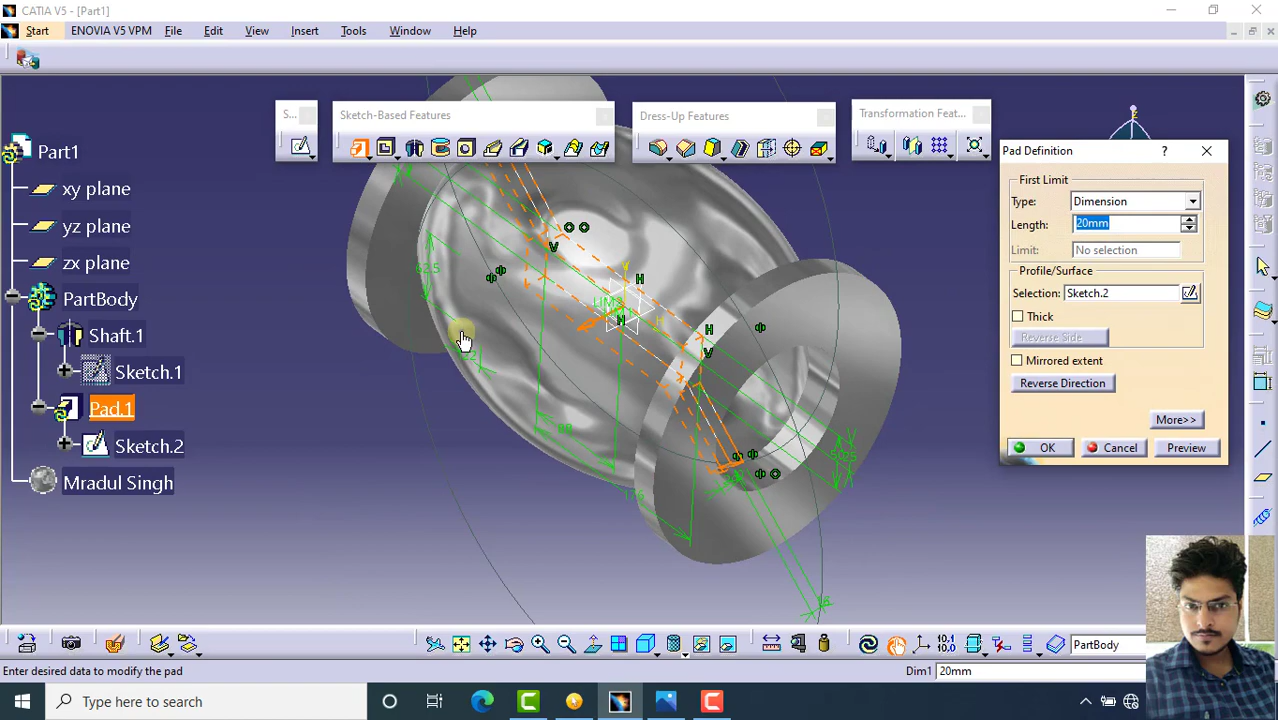 CATIA V5 - [Part1]
Start ENOVIA V5 VPM File Edit View Insert Tools Window Help
S...
Sketch-Based Features
Dress-Up Features
Transformation Feat...
Part1
xy plane
yz plane
zx plane
PartBody
Shaft.1
Sketch.1
Pad.1
Sketch.2
Mradul Singh
Pad Definition
First Limit
Type: Dimension
Length: 20mm
Limit: No selection
Profile/Surface
Selection: Sketch.2
Thick
Reverse Side
Mirrored extent
Reverse Direction
More>>
OK Cancel Preview
62.5
88
176
H
V
H
H
V
PartBody
Enter desired data to modify the pad
Dim1 20mm
Type here to search